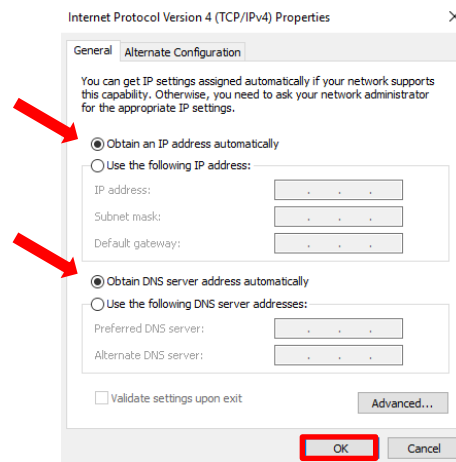 Internet Protocol Version 4 (TCP/IPv4) Properties
General
Alternate Configuration
You can get IP settings assigned automatically if your network supports
this capability. Otherwise, you need to ask your network administrator
for the appropriate IP settings.
Obtain an IP address automatically
Use the following IP address:
IP address:
Subnet mask:
Default gateway:
Obtain DNS server address automatically
Use the following DNS server addresses:
Preferred DNS server:
Alternate DNS server:
Validate settings upon exit
Advanced...
OK
Cancel